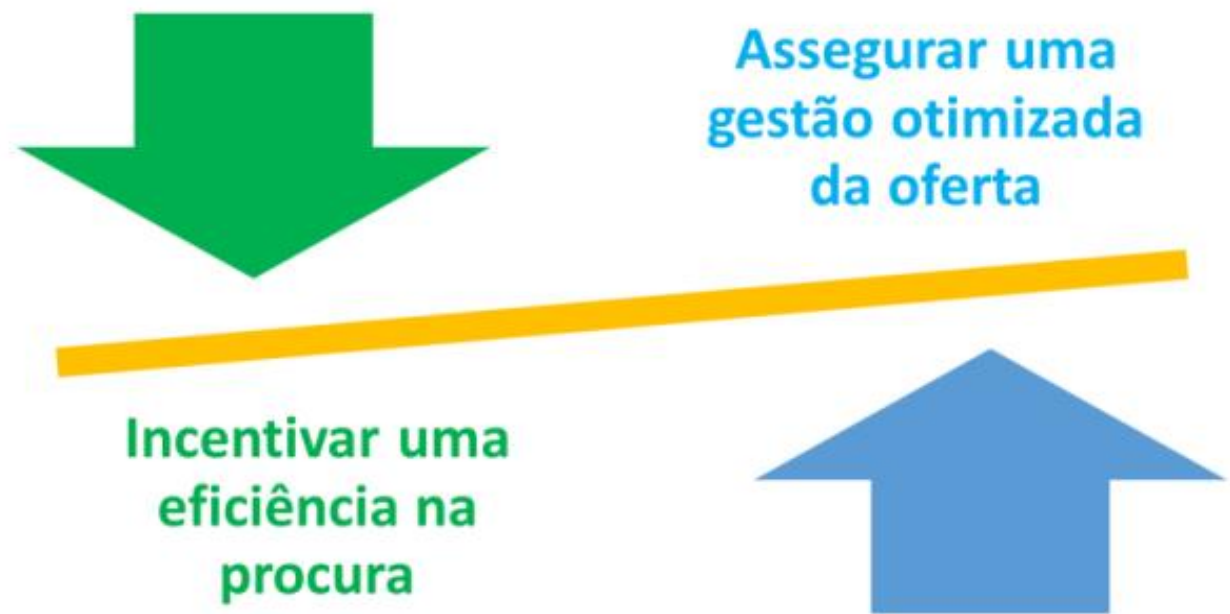 Assegurar uma
gestão otimizada
da oferta
Incentivar uma
eficiência na
procura